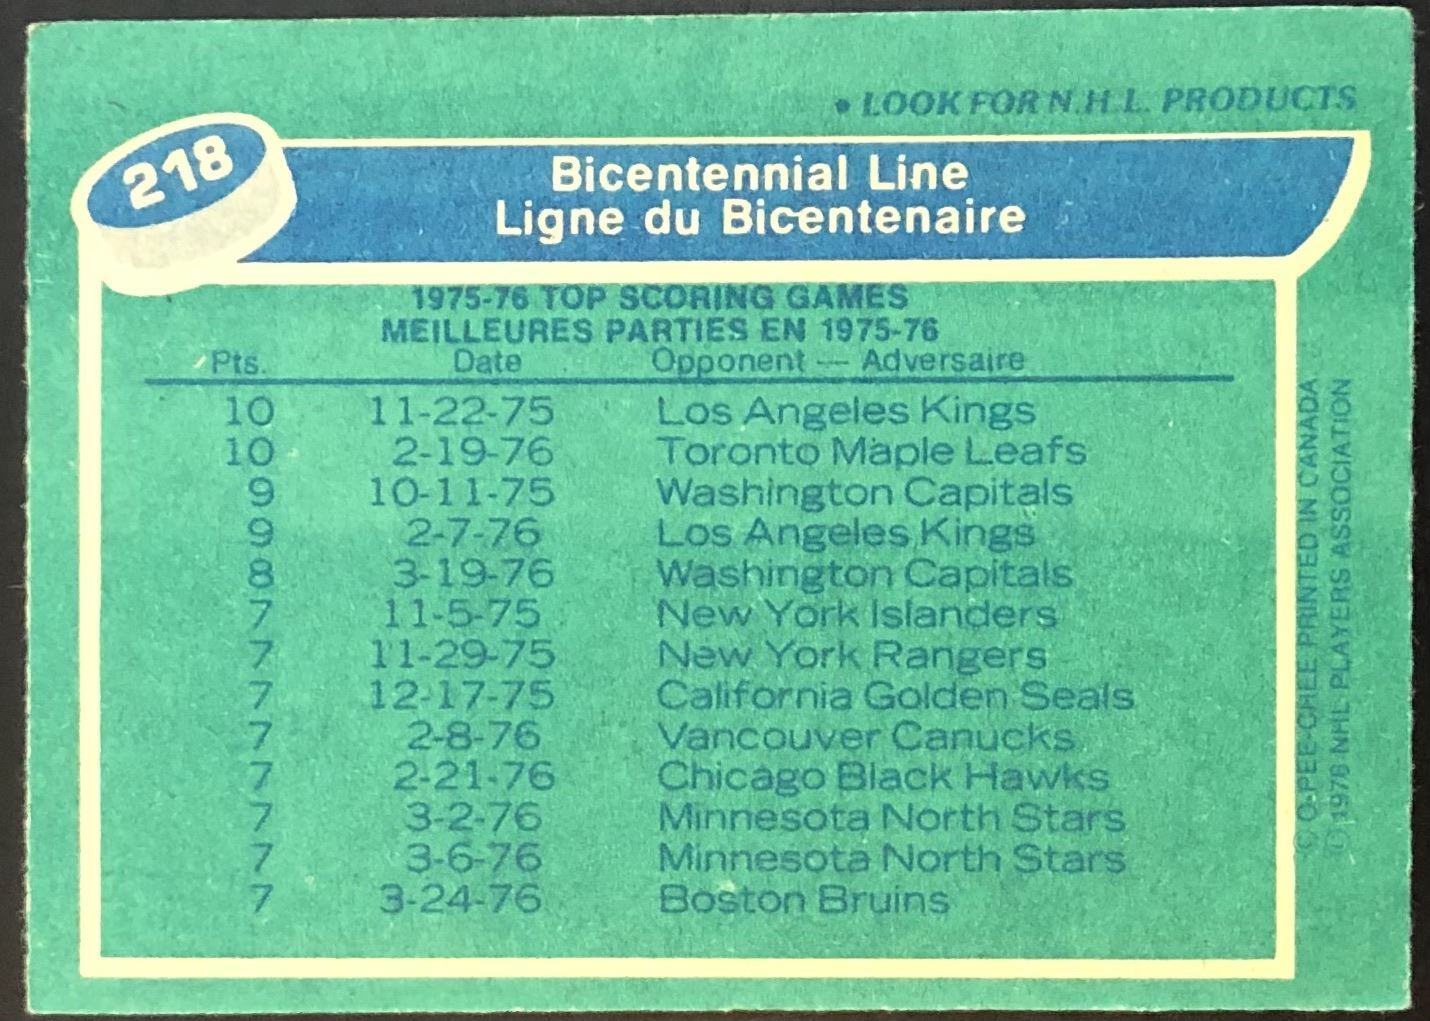 • LOOK FOR N.H.L. PRODUCTS
218
Bicentennial Line
Ligne du Bicentenaire
1975-76 TOP SCORING GAMES
MEILLEURES PARTIES EN 1975-76
Pts. Date Opponent — Adversaire
10 11-22-75 Los Angeles Kings
10 2-19-76 Toronto Maple Leafs
9 10-11-75 Washington Capitals
9 2-7-76 Los Angeles Kings
8 3-19-76 Washington Capitals
7 11-5-75 New York Islanders
7 11-29-75 New York Rangers
7 12-17-75 California Golden Seals
7 2-8-76 Vancouver Canucks
7 2-21-76 Chicago Black Hawks
7 3-2-76 Minnesota North Stars
7 3-6-76 Minnesota North Stars
7 3-24-76 Boston Bruins
© O-PEE-CHEE PRINTED IN CANADA
© 1976 NHL PLAYERS ASSOCIATION